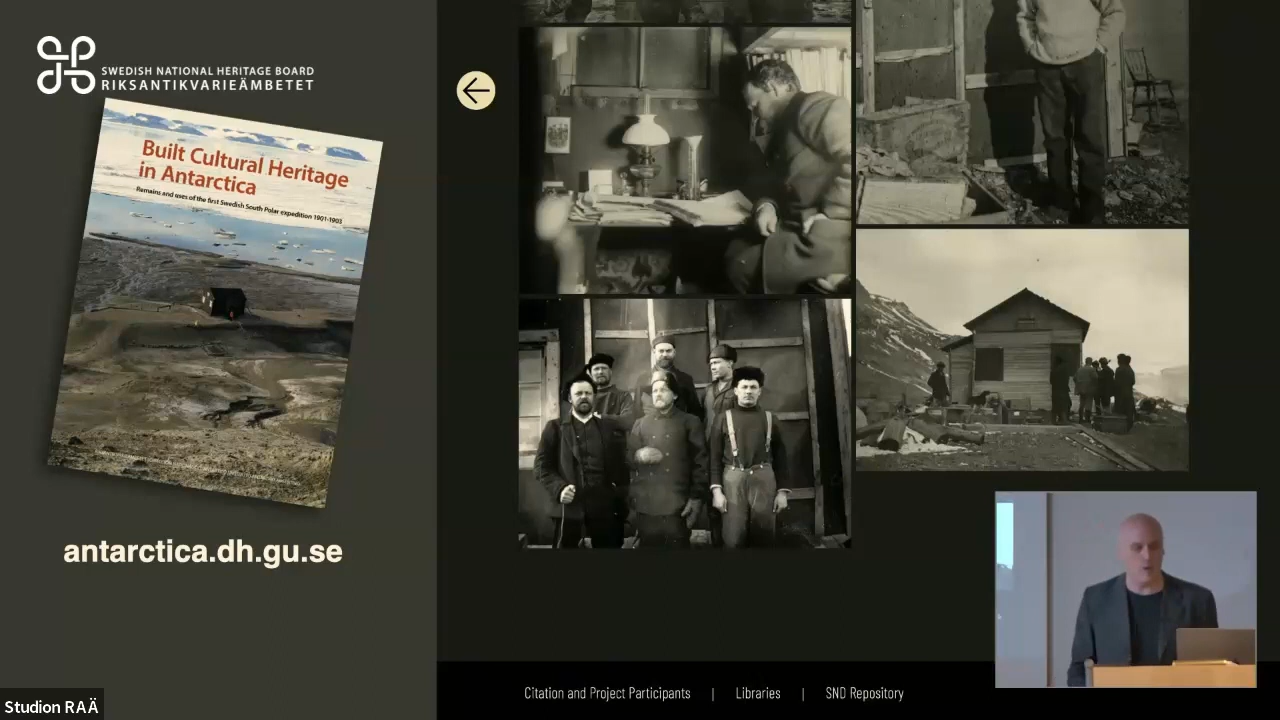 SWEDISH NATIONAL HERITAGE BOARD
RIKSANTIKVARIEÄMBETET
Built Cultural Heritage
in Antarctica
Remains and uses of the first Swedish South Polar expedition 1901-1903
antarctica.dh.gu.se
Citation and Project Participants | Libraries | SND Repository
Studion RAÄ